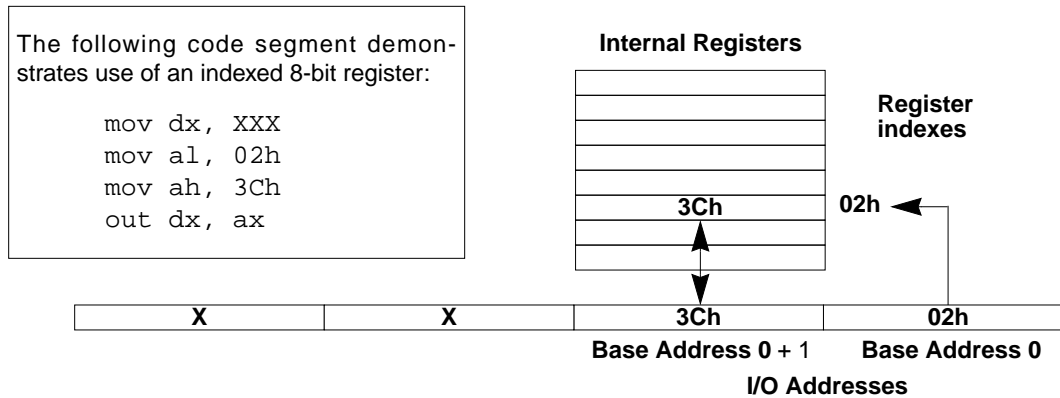 The following code segment demon-
strates use of an indexed 8-bit register:
mov dx, XXX
mov al, 02h
mov ah, 3Ch
out dx, ax
Internal Registers
Register
indexes
3Ch
02h
X X 3Ch 02h
Base Address 0 + 1 Base Address 0
I/O Addresses